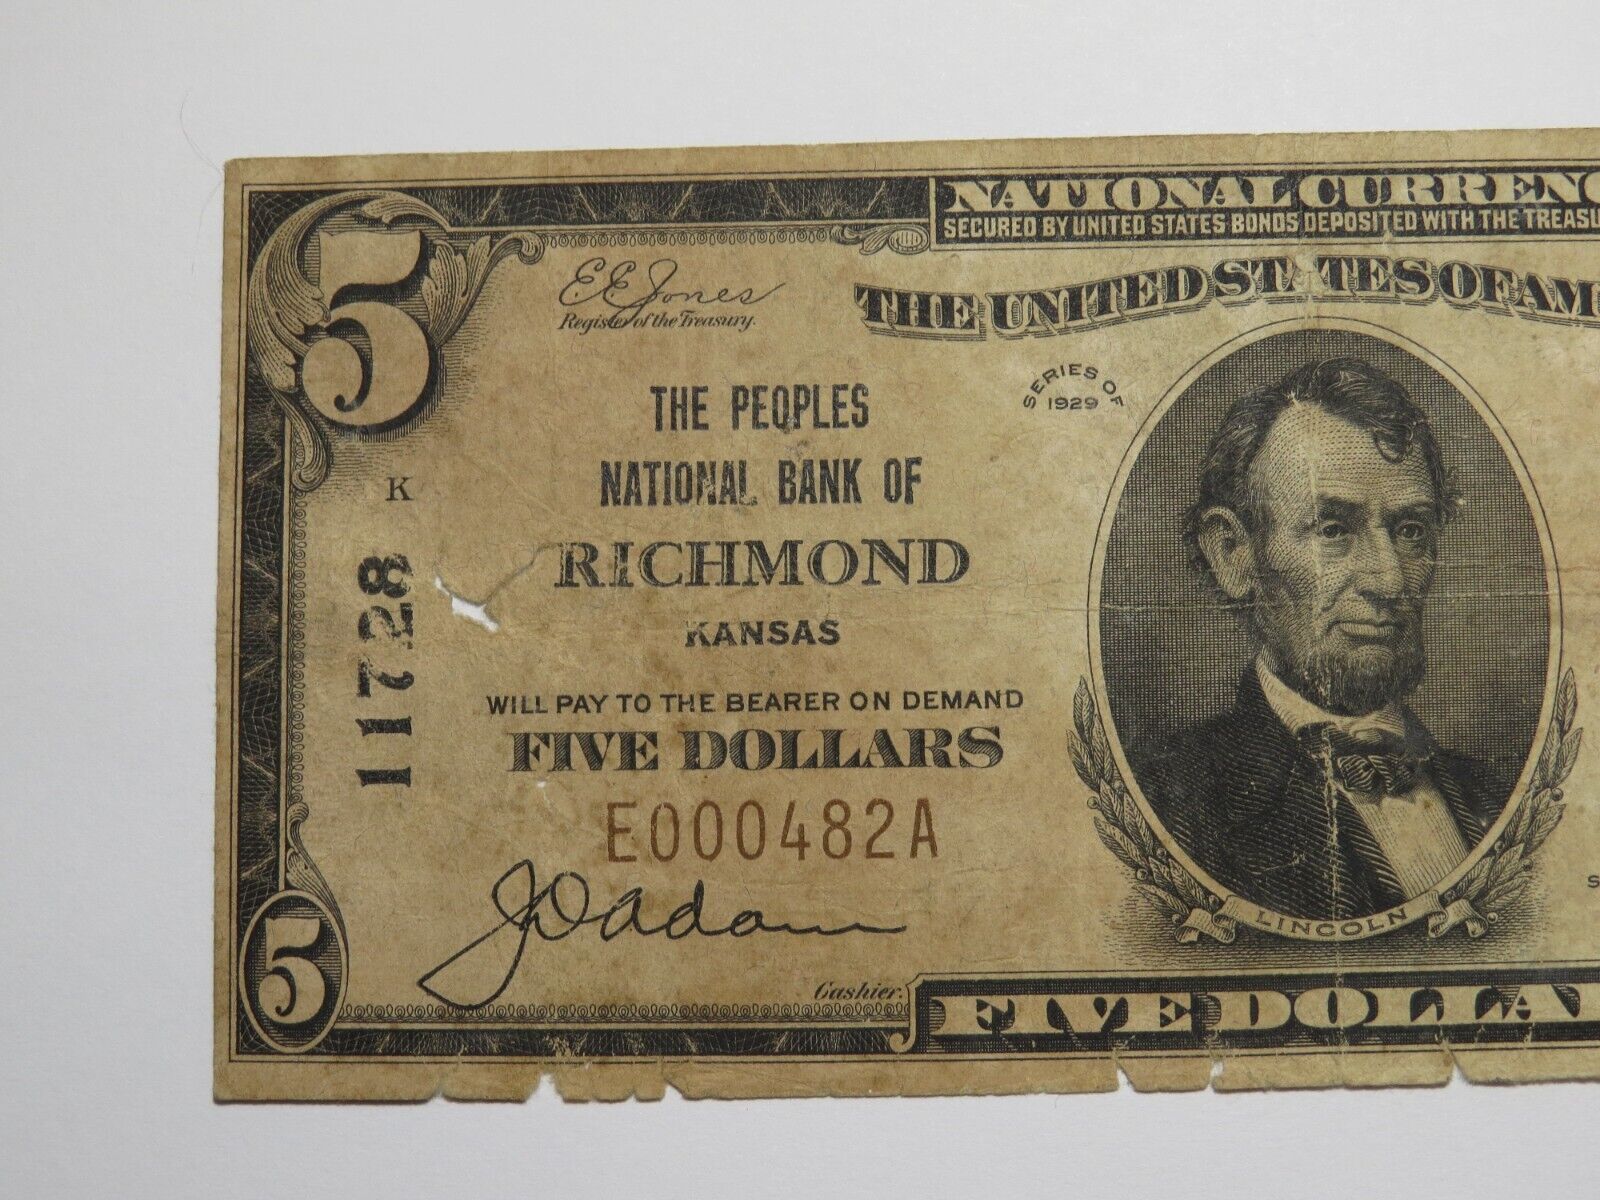 NATIONAL CURRENC
SECURED BY UNITED STATES BONDS DEPOSITED WITH THE TREASU
THE UNITED STATES OF AM
5
E.E. Jones
Register of the Treasury.
SERIES OF
1929
THE PEOPLES
NATIONAL BANK OF
RICHMOND
KANSAS
K
11728
WILL PAY TO THE BEARER ON DEMAND
FIVE DOLLARS
E000482A
J D Adam
LINCOLN
S
5
Cashier.
FIVE DOLLA